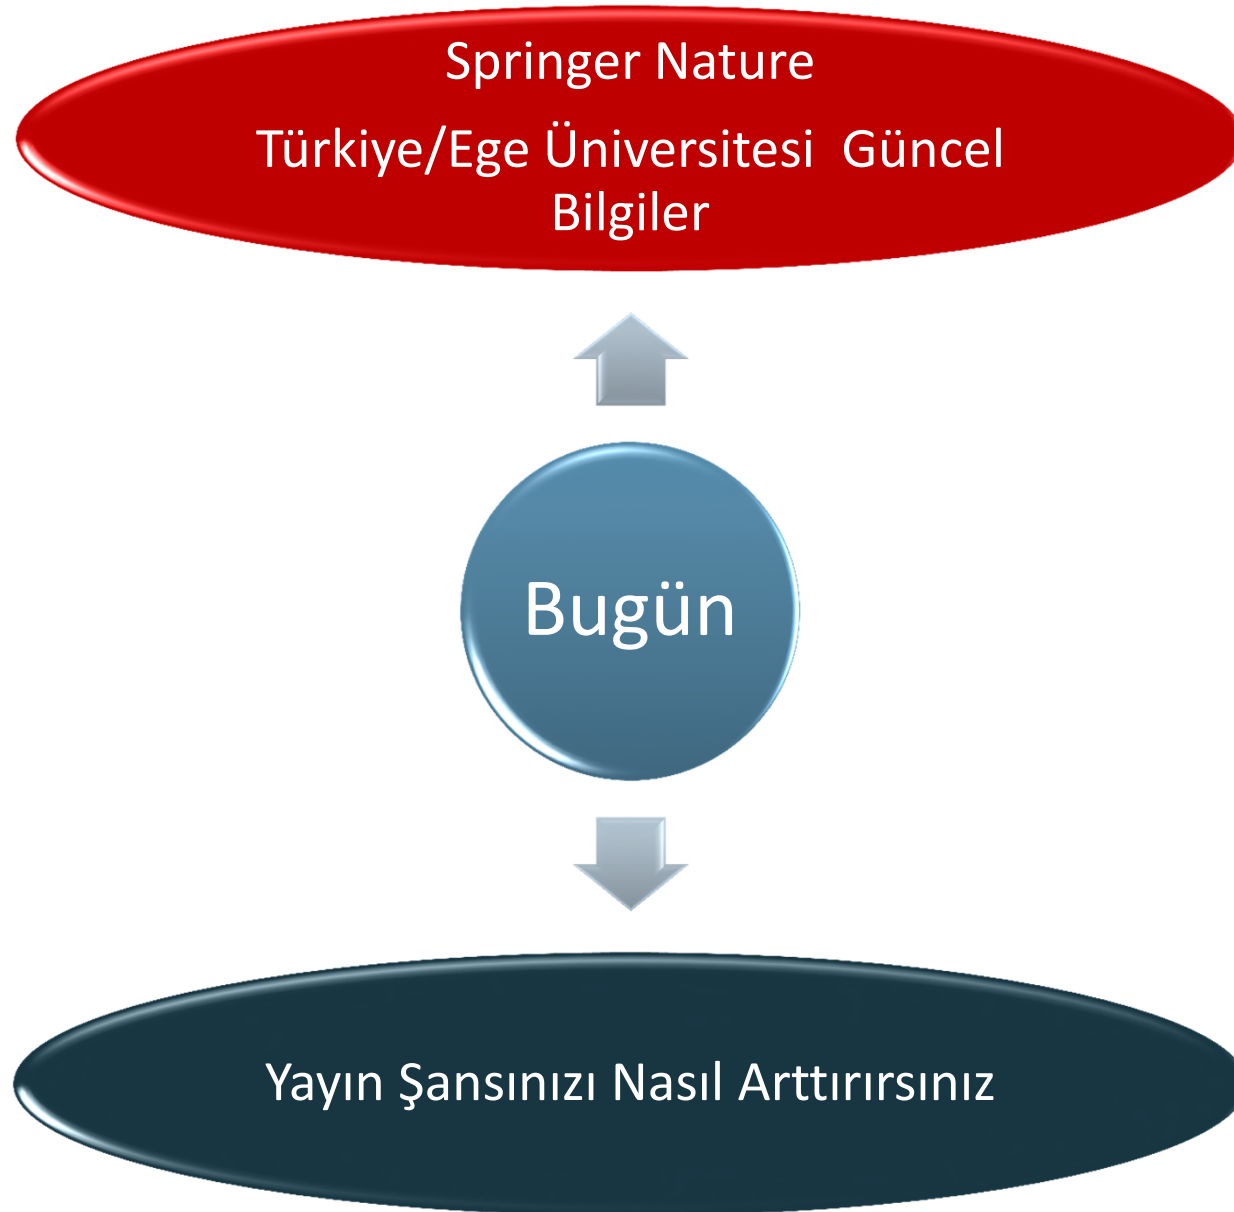 Springer Nature
Türkiye/Ege Üniversitesi  Güncel
Bilgiler
Bugün
Yayın Şansınızı Nasıl Arttırırsınız